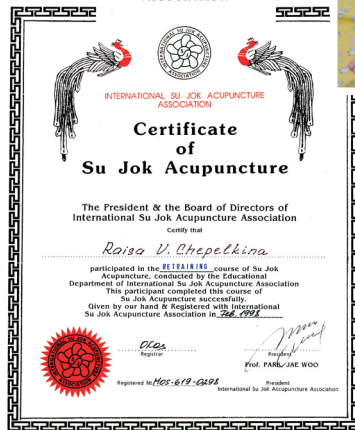 INTERNATIONAL SU JOK ACUPUNCTURE
ASSOCIATION
Certificate
of
Su Jok Acupuncture
The President & the Board of Directors of
International Su Jok Acupuncture Association
Certify that
Raisa V. Chepelkina
participated in the RETRAINING course of Su Jok
Acupuncture, conducted by the Educational
Department of International Su Jok Acupuncture Association
This participant completed this course of
Su Jok Acupuncture successfully.
Given by our hand & Registered with International
Su Jok Acupuncture Association in Feb. 1998
Registrar
President
Prof. PARK JAE WOO
Registered № MOS-619-0298
President
International Su Jok Accupuncture Association